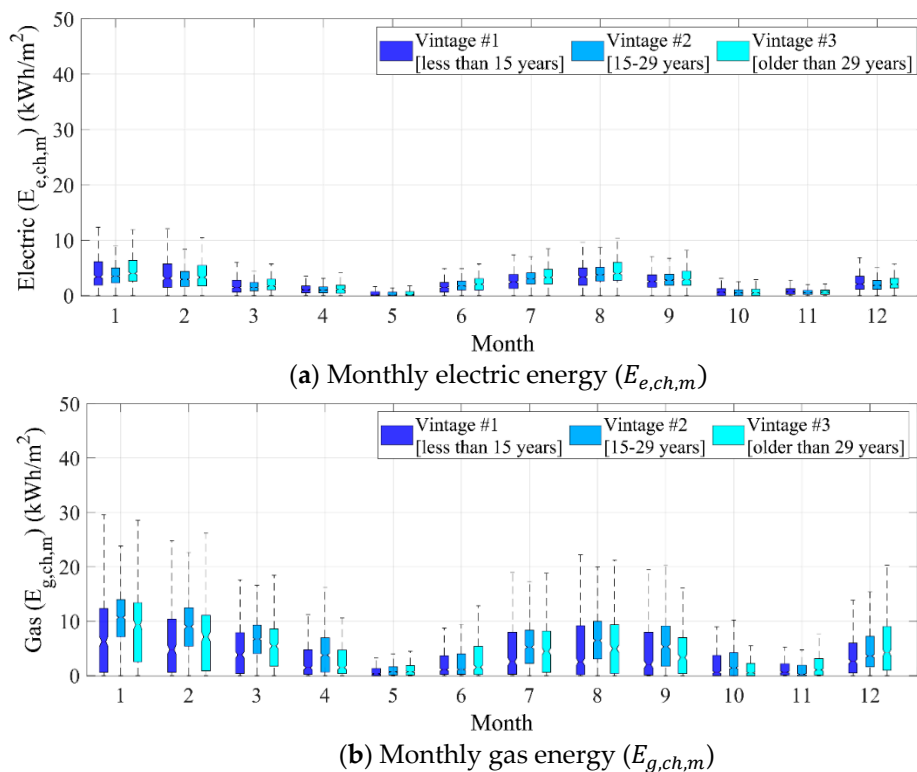 50
40
30
20
10
0
Electric (E e,ch,m) (kWh/m²)
Vintage #1 Vintage #2 Vintage #3
[less than 15 years] [15-29 years] [older than 29 years]
1 2 3 4 5 6 7 8 9 10 11 12
Month
(a) Monthly electric energy (E e,ch,m)
50
40
30
20
10
0
Gas (E g,ch,m) (kWh/m²)
Vintage #1 Vintage #2 Vintage #3
[less than 15 years] [15-29 years] [older than 29 years]
1 2 3 4 5 6 7 8 9 10 11 12
Month
(b) Monthly gas energy (E g,ch,m)